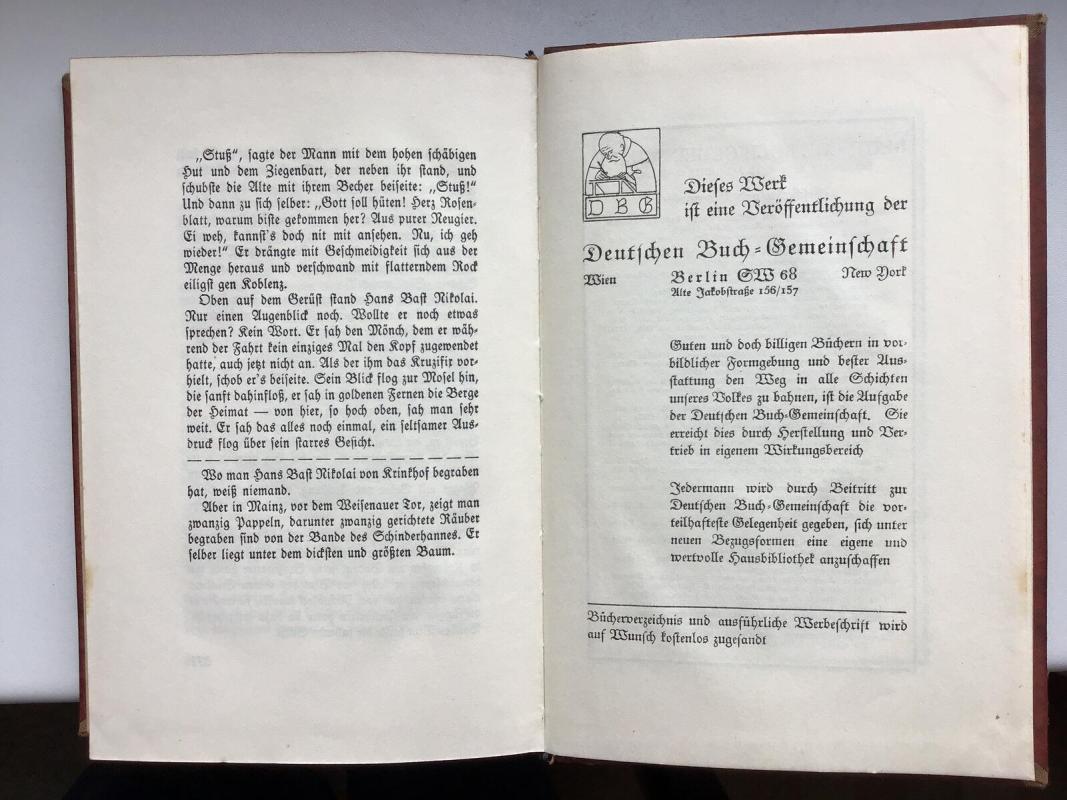 „Stuß“, sagte der Mann mit dem hohen schäbigen
Hut und dem Ziegenbart, der neben ihr stand, und
schubste die Alte mit ihrem Becher beiseite: „Stuß!“
Und dann zu sich selber: „Gott soll hüten! Herz Rosen-
blatt, warum biste gekommen her? Aus purer Neugier.
Ei weh, kannst's doch nit mit ansehen. Nu, ich geh
wieder!“ Er drängte mit Geschmeidigkeit sich aus der
Menge heraus und verschwand mit flatterndem Rock
eiligst gen Koblenz.
Oben auf dem Gerüst stand Hans Bast Nikolai.
Nur einen Augenblick noch. Wollte er noch etwas
sprechen? Kein Wort. Er sah den Mönch, dem er wäh-
rend der Fahrt kein einziges Mal den Kopf zugewendet
hatte, auch jetzt nicht an. Als der ihm das Kruzifix vor-
hielt, schob er's beiseite. Sein Blick flog zur Mosel hin,
die sanft dahinfloß, er sah in goldenen Fernen die Berge
der Heimat — von hier, so hoch oben, sah man sehr
weit. Er sah das alles noch einmal, ein seltsamer Aus-
druck flog über sein starres Gesicht.
Wo man Hans Bast Nikolai von Krinkhof begraben
hat, weiß niemand.
Aber in Mainz, vor dem Weisenauer Tor, zeigt man
zwanzig Pappeln, darunter zwanzig gerichtete Räuber
begraben sind von der Bande des Schinderhannes. Er
selber liegt unter dem dicksten und größten Baum.
DBG
Dieses Werk
ist eine Veröffentlichung der
Deutschen Buch-Gemeinschaft
Wien Berlin SW 68 New York
Alte Jakobstraße 156/157
Guten und doch billigen Büchern in vor-
bildlicher Formgebung und bester Aus-
stattung den Weg in alle Schichten
unseres Volkes zu bahnen, ist die Aufgabe
der Deutschen Buch-Gemeinschaft. Sie
erreicht dies durch Herstellung und Ver-
trieb in eigenem Wirkungsbereich
Jedermann wird durch Beitritt zur
Deutschen Buch-Gemeinschaft die vor-
teilhafteste Gelegenheit gegeben, sich unter
neuen Bezugsformen eine eigene und
wertvolle Hausbibliothek anzuschaffen
Bücherverzeichnis und ausführliche Werbeschrift wird
auf Wunsch kostenlos zugesandt